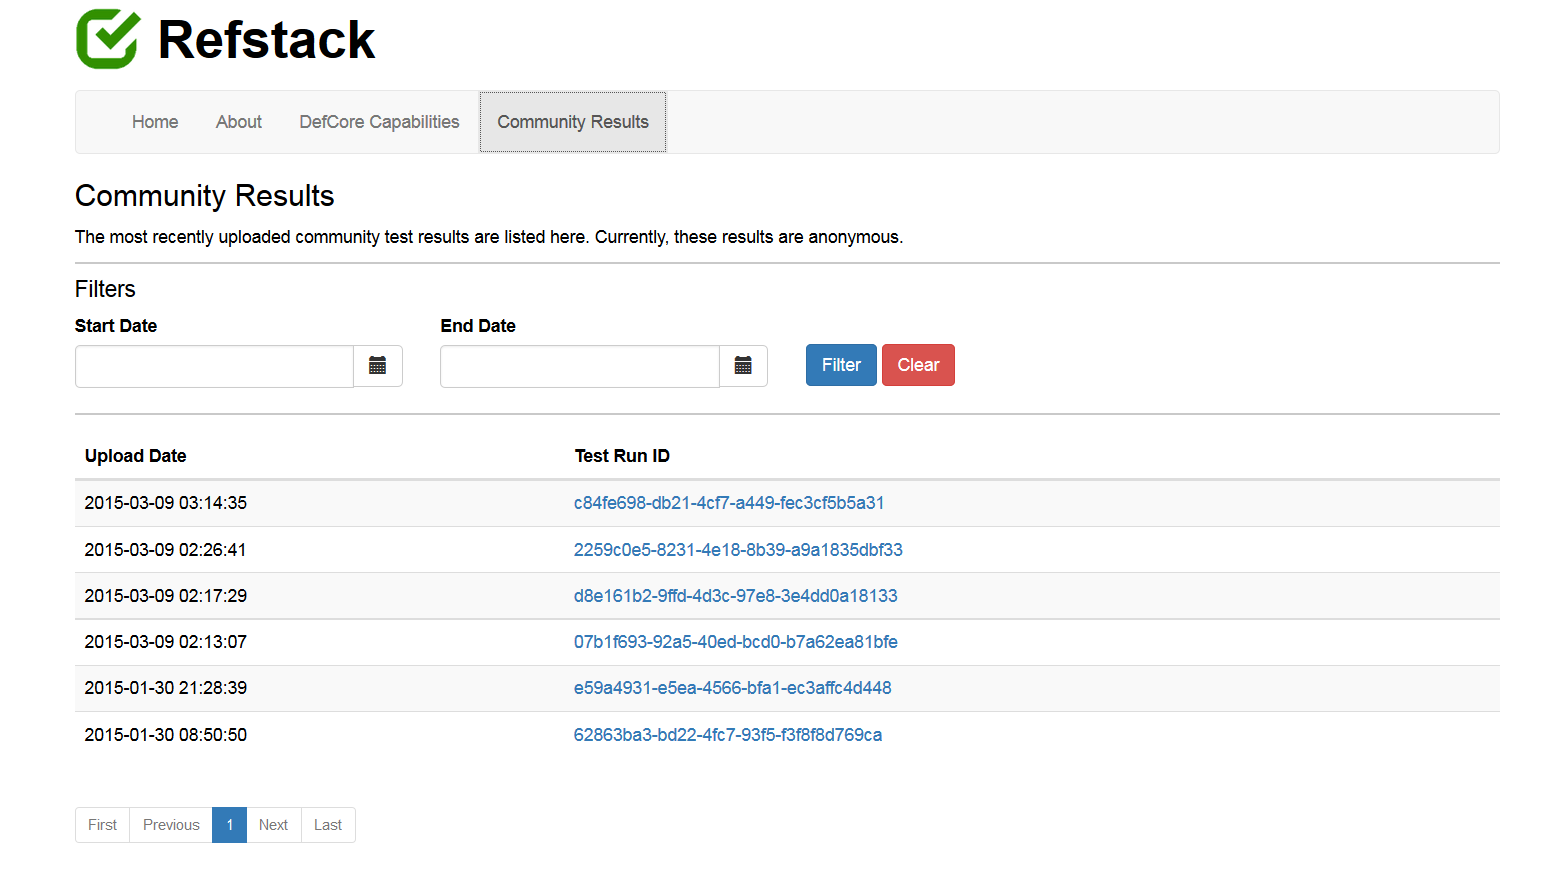 Refstack
Home About DefCore Capabilities Community Results
Community Results
The most recently uploaded community test results are listed here. Currently, these results are anonymous.
Filters
Start Date End Date
Filter Clear
Upload Date Test Run ID
2015-03-09 03:14:35 c84fe698-db21-4cf7-a449-fec3cf5b5a31
2015-03-09 02:26:41 2259c0e5-8231-4e18-8b39-a9a1835dbf33
2015-03-09 02:17:29 d8e161b2-9ffd-4d3c-97e8-3e4dd0a18133
2015-03-09 02:13:07 07b1f693-92a5-40ed-bcd0-b7a62ea81bfe
2015-01-30 21:28:39 e59a4931-e5ea-4566-bfa1-ec3affc4d448
2015-01-30 08:50:50 62863ba3-bd22-4fc7-93f5-f3f8f8d769ca
First Previous 1 Next Last